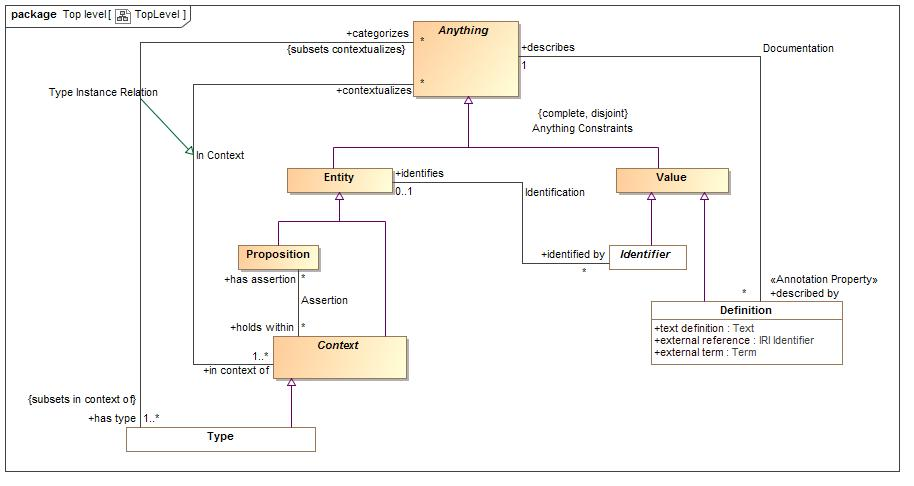 package Top level[ TopLevel ]
Anything
+categorizes
*
{subsets contextualizes}
+describes
1
Documentation
*
+contextualizes
Type Instance Relation
{complete, disjoint}
Anything Constraints
In Context
Entity
+identifies
0..1
Value
Identification
Proposition
+identified by
*
Identifier
+has assertion
*
Assertion
«Annotation Property»
*
+described by
Definition
+text definition : Text
+external reference : IRI Identifier
+external term : Term
+holds within
*
Context
1..*
+in context of
{subsets in context of}
+has type
1..*
Type